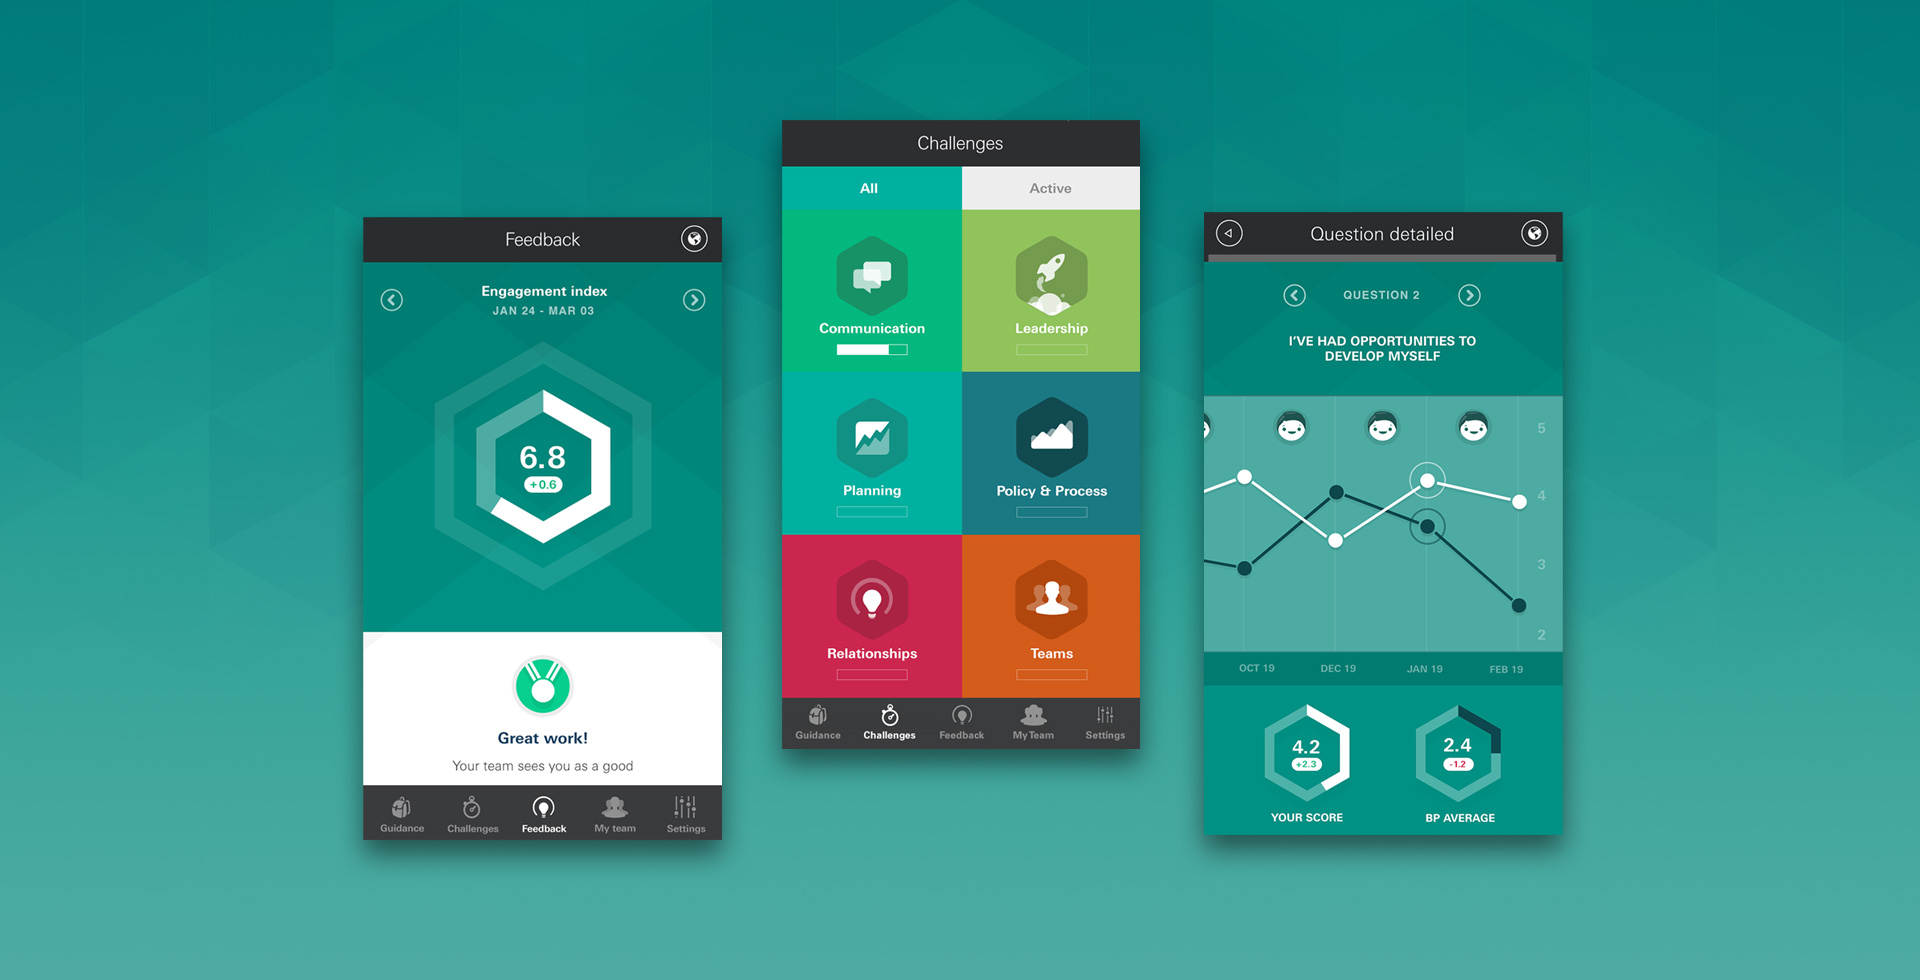 Feedback
Engagement index
JAN 24 - MAR 03
6.8
+0.6
Great work!
Your team sees you as a good
Guidance
Challenges
Feedback
My team
Settings
Challenges
All
Active
Communication
Leadership
Planning
Policy & Process
Relationships
Teams
Guidance
Challenges
Feedback
My Team
Settings
Question detailed
QUESTION 2
I'VE HAD OPPORTUNITIES TO
DEVELOP MYSELF
5
4
3
2
OCT 19
DEC 19
JAN 19
FEB 19
4.2
+2.3
YOUR SCORE
2.4
-1.2
BP AVERAGE